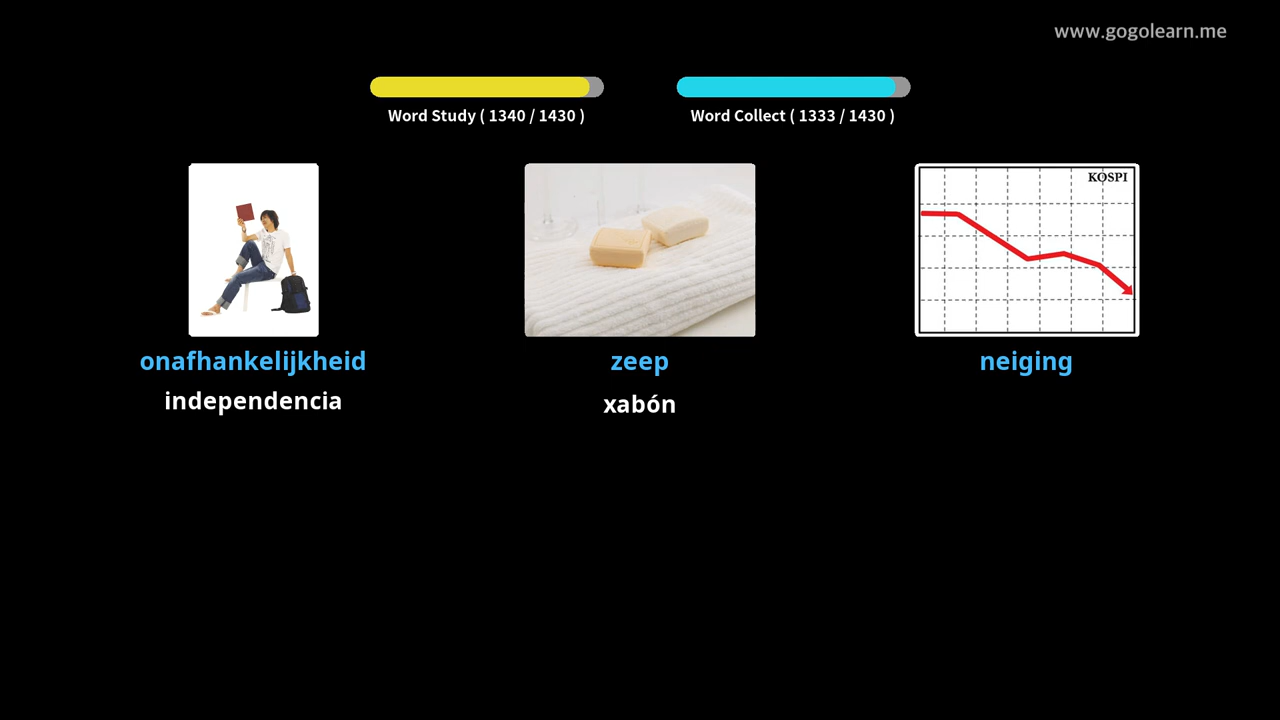 www.gogolearn.me
Word Study ( 1340 / 1430 )
Word Collect ( 1333 / 1430 )
KOSPI
onafhankelijkheid
independencia
zeep
xabón
neiging